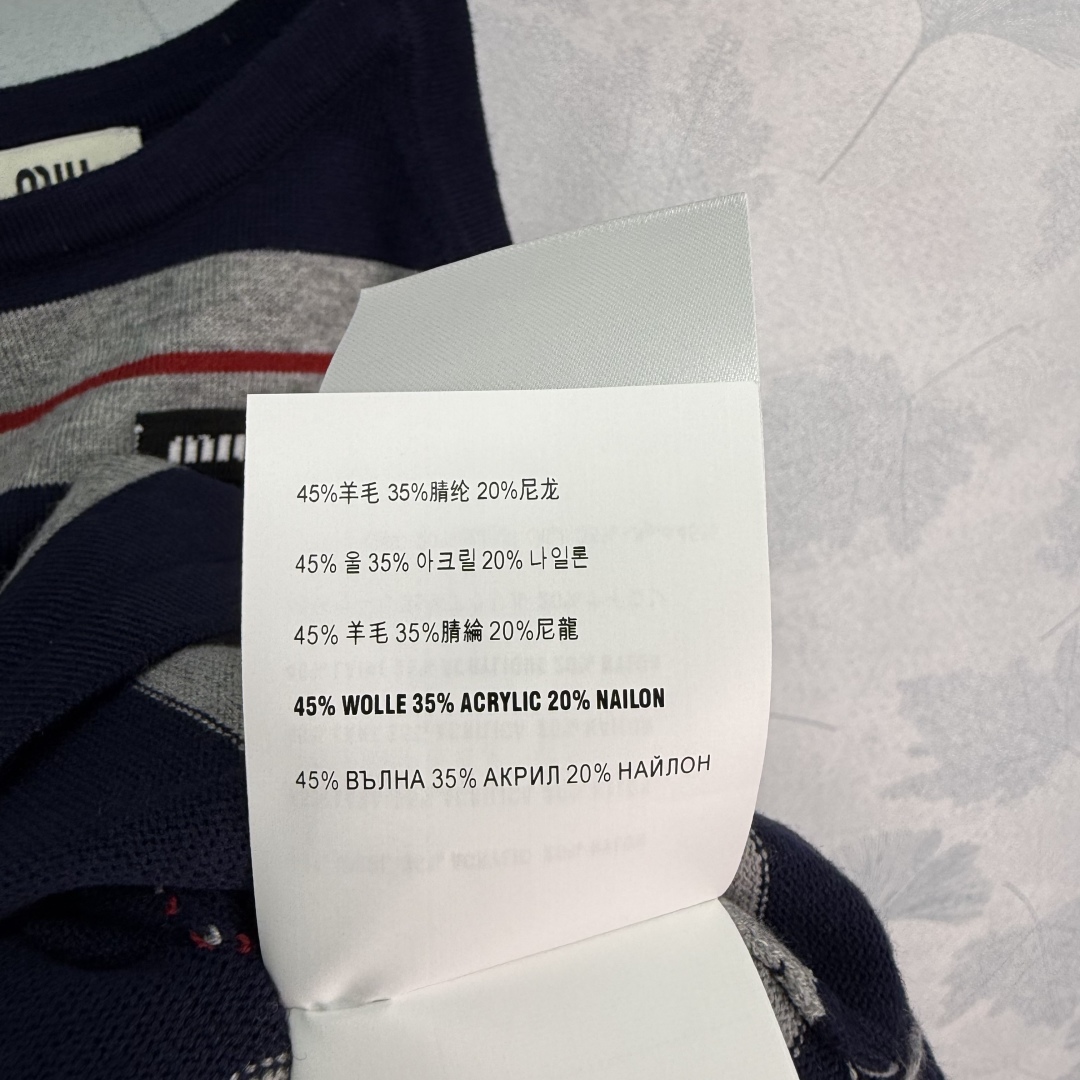 45%羊毛 35%腈纶 20%尼龙
45% 울 35% 아크릴 20% 나일론
45% 羊毛 35%腈綸 20%尼龍
45% WOLLE 35% ACRYLIC 20% NAILON
45% ВЪЛНА 35% АКРИЛ 20% НАЙЛОН